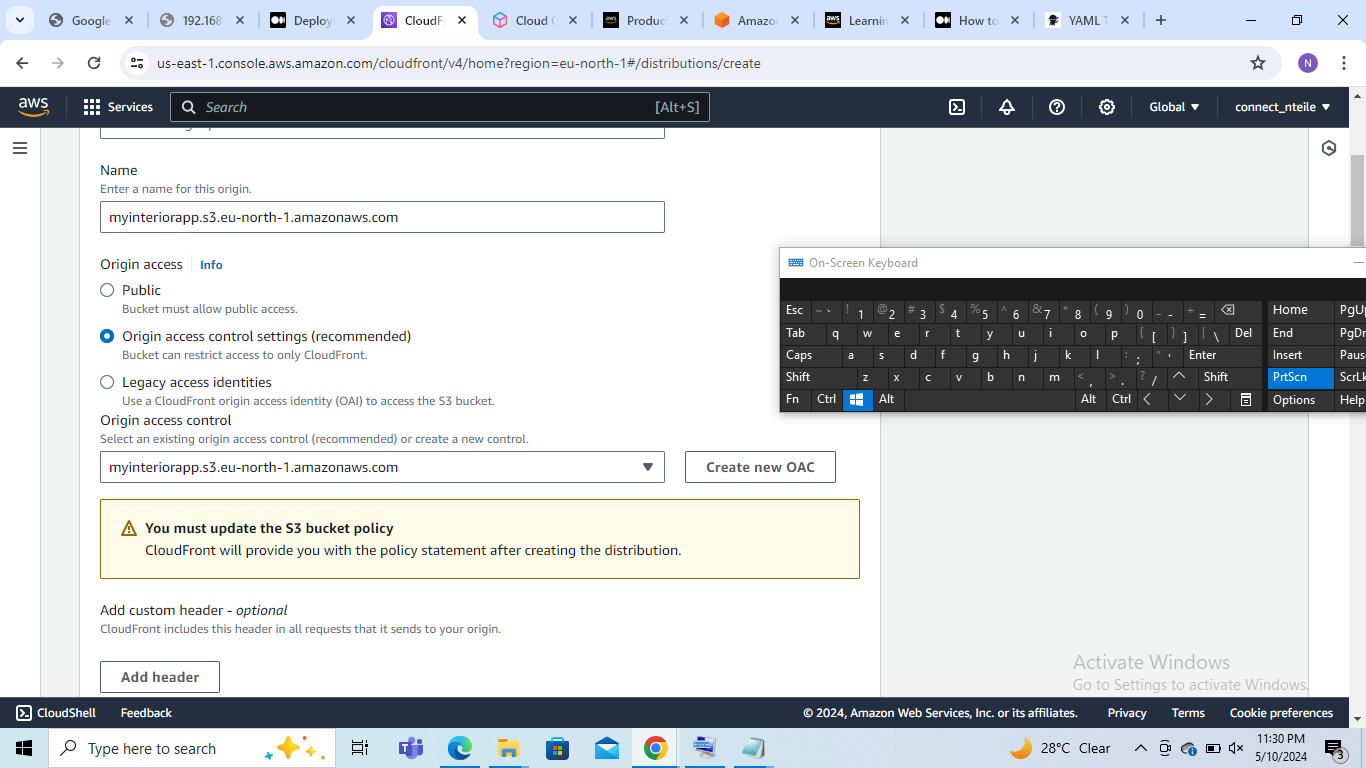 Google
192.168
Deploy
CloudF
Cloud C
Produc
Amazo
Learnin
How to
YAML T
us-east-1.console.aws.amazon.com/cloudfront/v4/home?region=eu-north-1#/distributions/create
N
aws
Services
Search
[Alt+S]
Global
connect_nteile
Name
Enter a name for this origin.
myinteriorapp.s3.eu-north-1.amazonaws.com
Origin access
Info
Public
Bucket must allow public access.
Origin access control settings (recommended)
Bucket can restrict access to only CloudFront.
Legacy access identities
Use a CloudFront origin access identity (OAI) to access the S3 bucket.
Origin access control
Select an existing origin access control (recommended) or create a new control.
myinteriorapp.s3.eu-north-1.amazonaws.com
Create new OAC
You must update the S3 bucket policy
CloudFront will provide you with the policy statement after creating the distribution.
Add custom header - optional
CloudFront includes this header in all requests that it sends to your origin.
Add header
On-Screen Keyboard
Esc ~ ` ! 1 @ 2 # 3 $ 4 % 5 ^ 6 & 7 * 8 ( 9 ) 0 _ - + = Home PgUp
Tab q w e r t y u i o p { [ } ] | \ Del End PgDn
Caps a s d f g h j k l : ; " ' Enter Insert Paus
Shift z x c v b n m < , > . ? / Shift PrtScn ScrLk
Fn Ctrl Alt Alt Ctrl Options Help
Activate Windows
Go to Settings to activate Windows.
CloudShell
Feedback
© 2024, Amazon Web Services, Inc. or its affiliates.
Privacy
Terms
Cookie preferences
Type here to search
28°C Clear
11:30 PM
5/10/2024
3